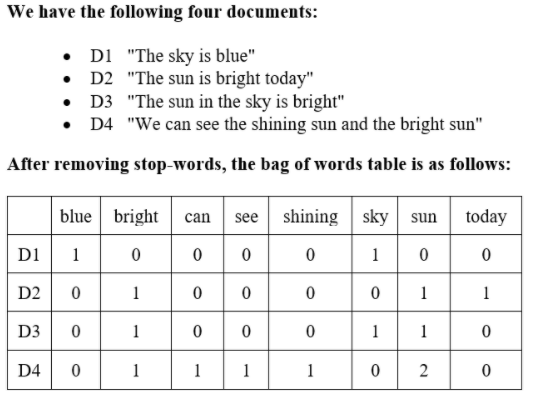 We have the following four documents:
• D1 "The sky is blue"
• D2 "The sun is bright today"
• D3 "The sun in the sky is bright"
• D4 "We can see the shining sun and the bright sun"
After removing stop-words, the bag of words table is as follows:
blue bright can see shining sky sun today
D1 1 0 0 0 0 1 0 0
D2 0 1 0 0 0 0 1 1
D3 0 1 0 0 0 1 1 0
D4 0 1 1 1 1 0 2 0